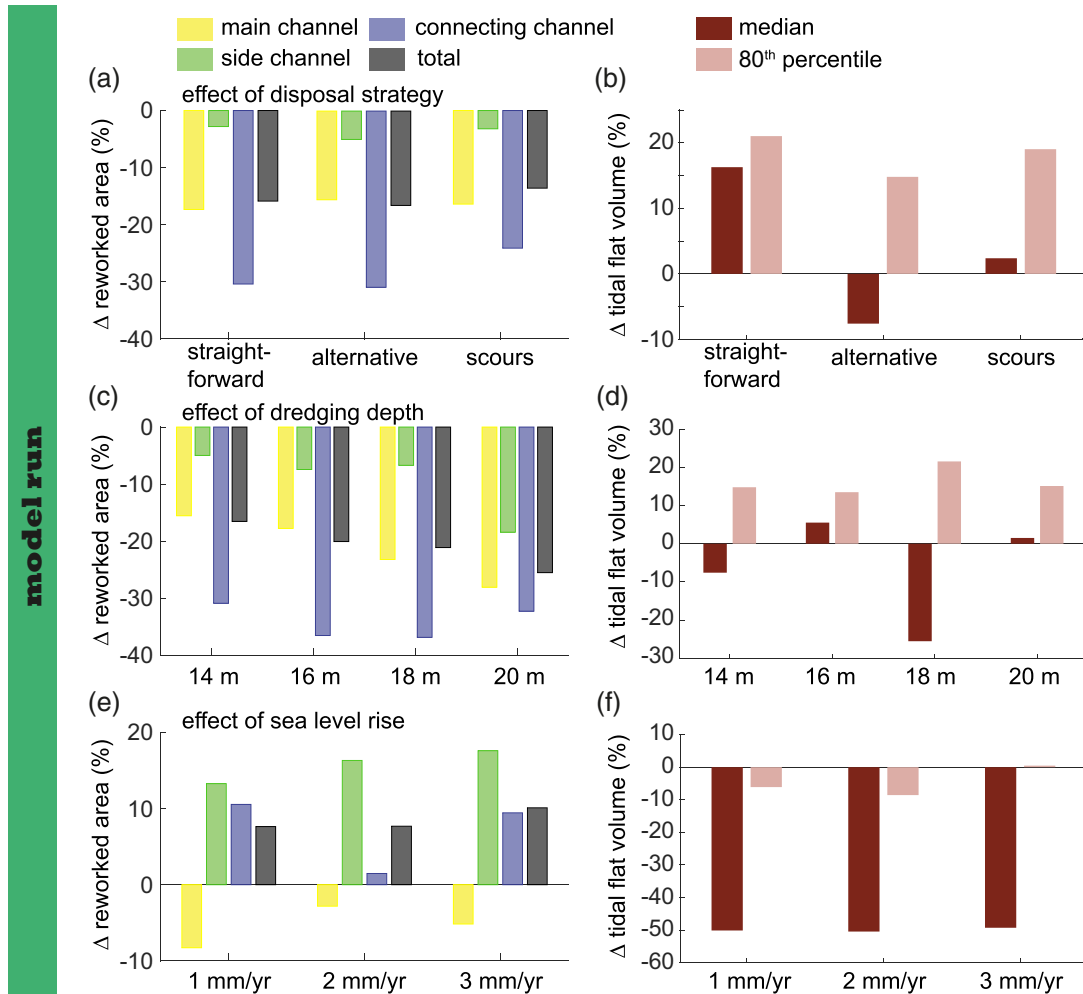 model run
main channel
connecting channel
side channel
total
median
80th percentile
(a)
effect of disposal strategy
Δ reworked area (%)
0
-10
-20
-30
-40
straight-
forward
alternative
scours
(b)
Δ tidal flat volume (%)
20
10
0
-10
straight-
forward
alternative
scours
(c)
effect of dredging depth
Δ reworked area (%)
0
-10
-20
-30
-40
14 m
16 m
18 m
20 m
(d)
Δ tidal flat volume (%)
30
20
10
0
-10
-20
-30
14 m
16 m
18 m
20 m
(e)
effect of sea level rise
Δ reworked area (%)
20
10
0
-10
1 mm/yr
2 mm/yr
3 mm/yr
(f)
Δ tidal flat volume (%)
10
0
-10
-20
-30
-40
-50
-60
1 mm/yr
2 mm/yr
3 mm/yr